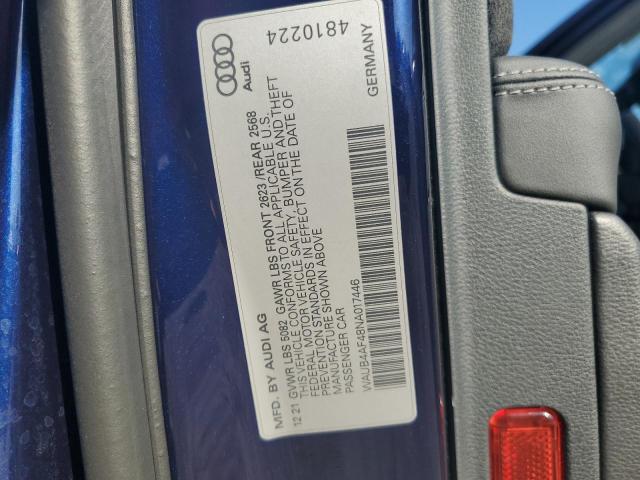 MFD. BY AUDI AG
12 21 GVWR LBS 5082 GAWR LBS FRONT 2623 /REAR 2568
THIS VEHICLE CONFORMS TO ALL APPLICABLE U.S.
FEDERAL MOTOR VEHICLE SAFETY, BUMPER AND THEFT
PREVENTION STANDARDS IN EFFECT ON THE DATE OF
MANUFACTURE SHOWN ABOVE
PASSENGER CAR
WAUB4AF48NA017446
GERMANY
Audi
4810224